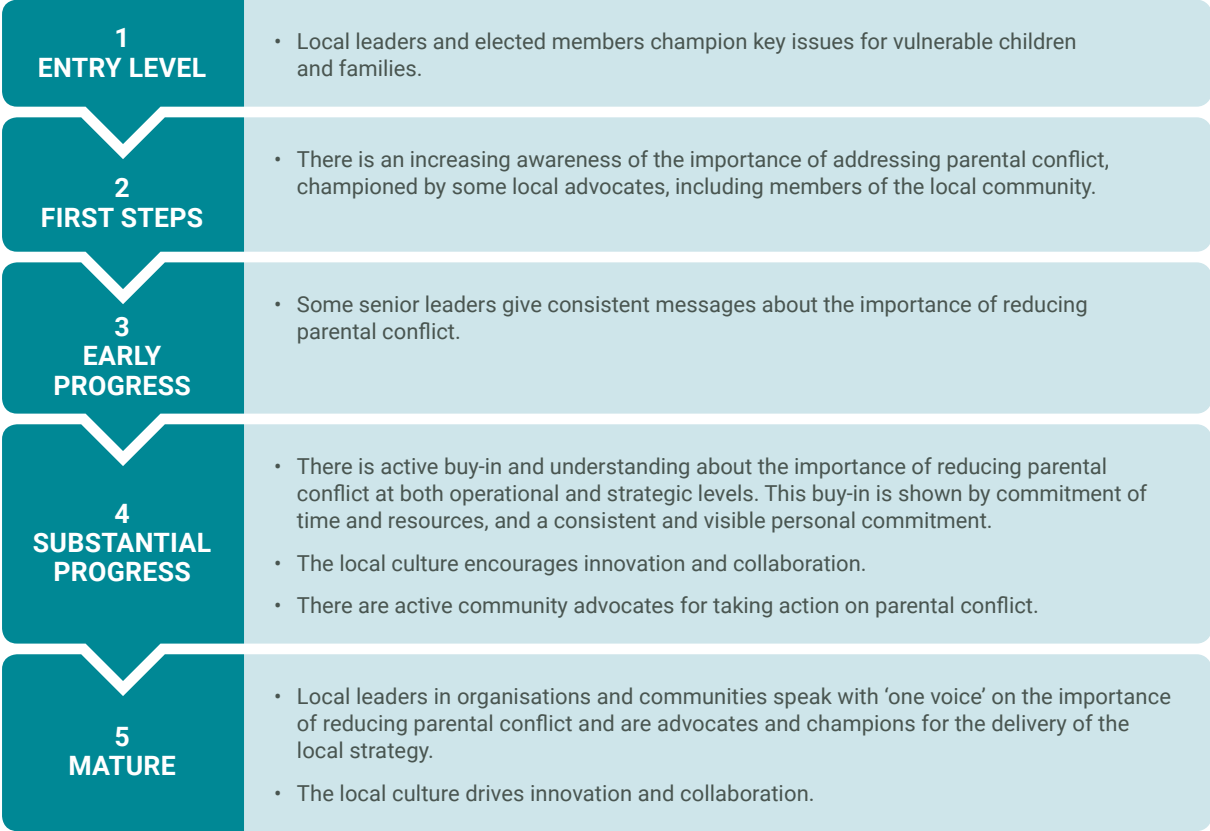 1
ENTRY LEVEL
• Local leaders and elected members champion key issues for vulnerable children
and families.
2
FIRST STEPS
• There is an increasing awareness of the importance of addressing parental conflict,
championed by some local advocates, including members of the local community.
3
EARLY
PROGRESS
• Some senior leaders give consistent messages about the importance of reducing
parental conflict.
4
SUBSTANTIAL
PROGRESS
• There is active buy-in and understanding about the importance of reducing parental
conflict at both operational and strategic levels. This buy-in is shown by commitment of
time and resources, and a consistent and visible personal commitment.
• The local culture encourages innovation and collaboration.
• There are active community advocates for taking action on parental conflict.
5
MATURE
• Local leaders in organisations and communities speak with ‘one voice’ on the importance
of reducing parental conflict and are advocates and champions for the delivery of the
local strategy.
• The local culture drives innovation and collaboration.